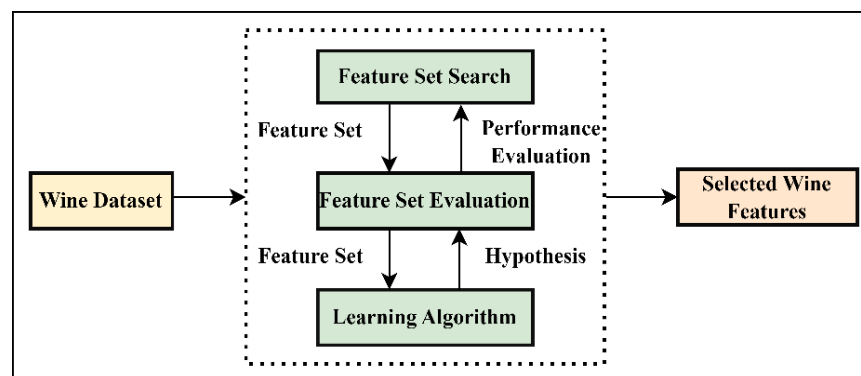 Feature Set Search
Feature Set
Performance
Evaluation
Wine Dataset
Feature Set Evaluation
Selected Wine
Features
Feature Set
Hypothesis
Learning Algorithm